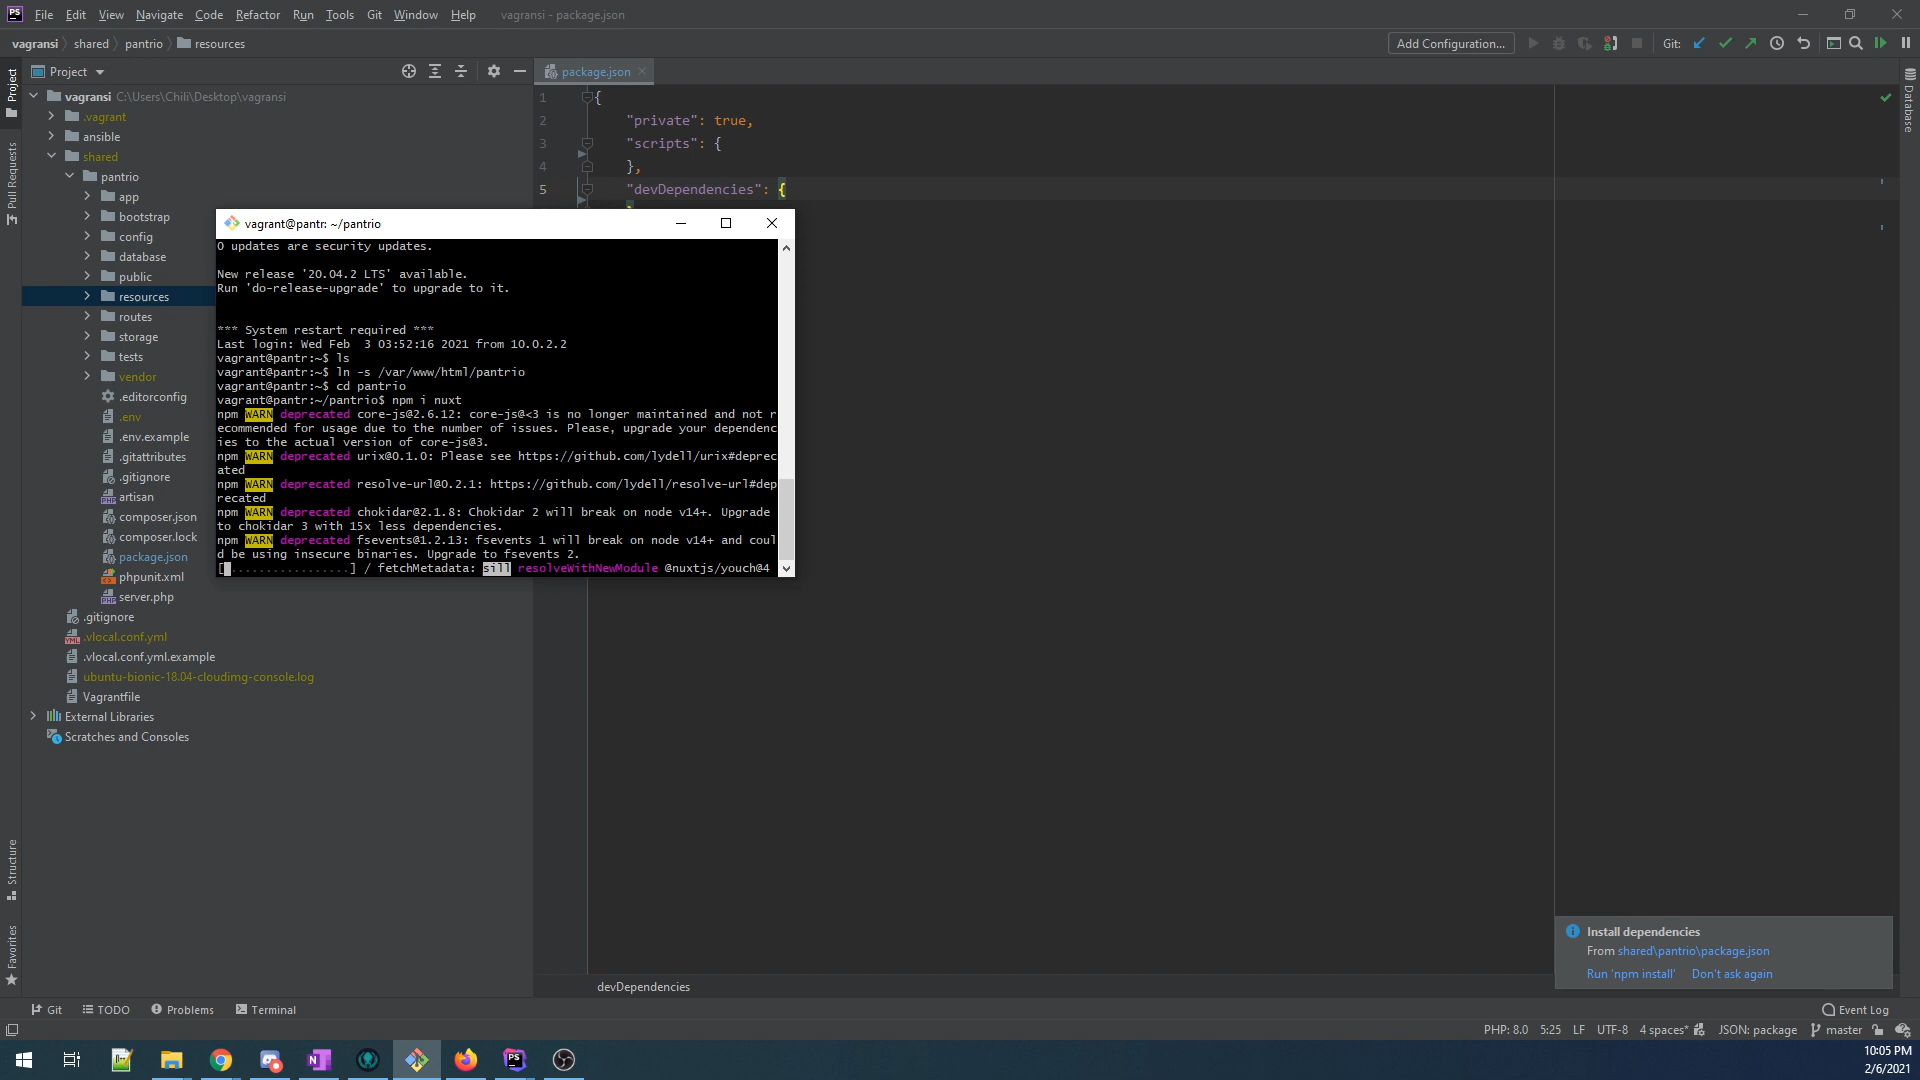 File Edit View Navigate Code Refactor Run Tools Git Window Help vagransi - package.json
vagransi shared pantrio resources
Add Configuration...
Git:
Project
package.json
vagransi C:\Users\Chili\Desktop\vagransi
.vagrant
ansible
shared
pantrio
app
bootstrap
config
database
public
resources
routes
storage
tests
vendor
.editorconfig
.env
.env.example
.gitattributes
.gitignore
artisan
composer.json
composer.lock
package.json
phpunit.xml
server.php
.gitignore
.vlocal.conf.yml
.vlocal.conf.yml.example
ubuntu-bionic-18.04-cloudimg-console.log
Vagrantfile
External Libraries
Scratches and Consoles
Project
Pull Requests
Structure
Favorites
Database
1 {
2 "private": true,
3 "scripts": {
4 },
5 "devDependencies": {
vagrant@pantr: ~/pantrio
0 updates are security updates.
New release '20.04.2 LTS' available.
Run 'do-release-upgrade' to upgrade to it.
*** System restart required ***
Last login: Wed Feb  3 03:52:16 2021 from 10.0.2.2
vagrant@pantr:~$ ls
vagrant@pantr:~$ ln -s /var/www/html/pantrio
vagrant@pantr:~$ cd pantrio
vagrant@pantr:~/pantrio$ npm i nuxt
npm WARN deprecated core-js@2.6.12: core-js@<3 is no longer maintained and not r
ecommended for usage due to the number of issues. Please, upgrade your dependenc
ies to the actual version of core-js@3.
npm WARN deprecated urix@0.1.0: Please see https://github.com/lydell/urix#deprec
ated
npm WARN deprecated resolve-url@0.2.1: https://github.com/lydell/resolve-url#dep
recated
npm WARN deprecated chokidar@2.1.8: Chokidar 2 will break on node v14+. Upgrade
to chokidar 3 with 15x less dependencies.
npm WARN deprecated fsevents@1.2.13: fsevents 1 will break on node v14+ and coul
d be using insecure binaries. Upgrade to fsevents 2.
[ .................] / fetchMetadata: sill resolveWithNewModule @nuxtjs/youch@4
Install dependencies
From shared\pantrio\package.json
Run 'npm install' Don't ask again
devDependencies
Git TODO Problems Terminal
Event Log
PHP: 8.0 5:25 LF UTF-8 4 spaces* JSON: package master
10:05 PM
2/6/2021